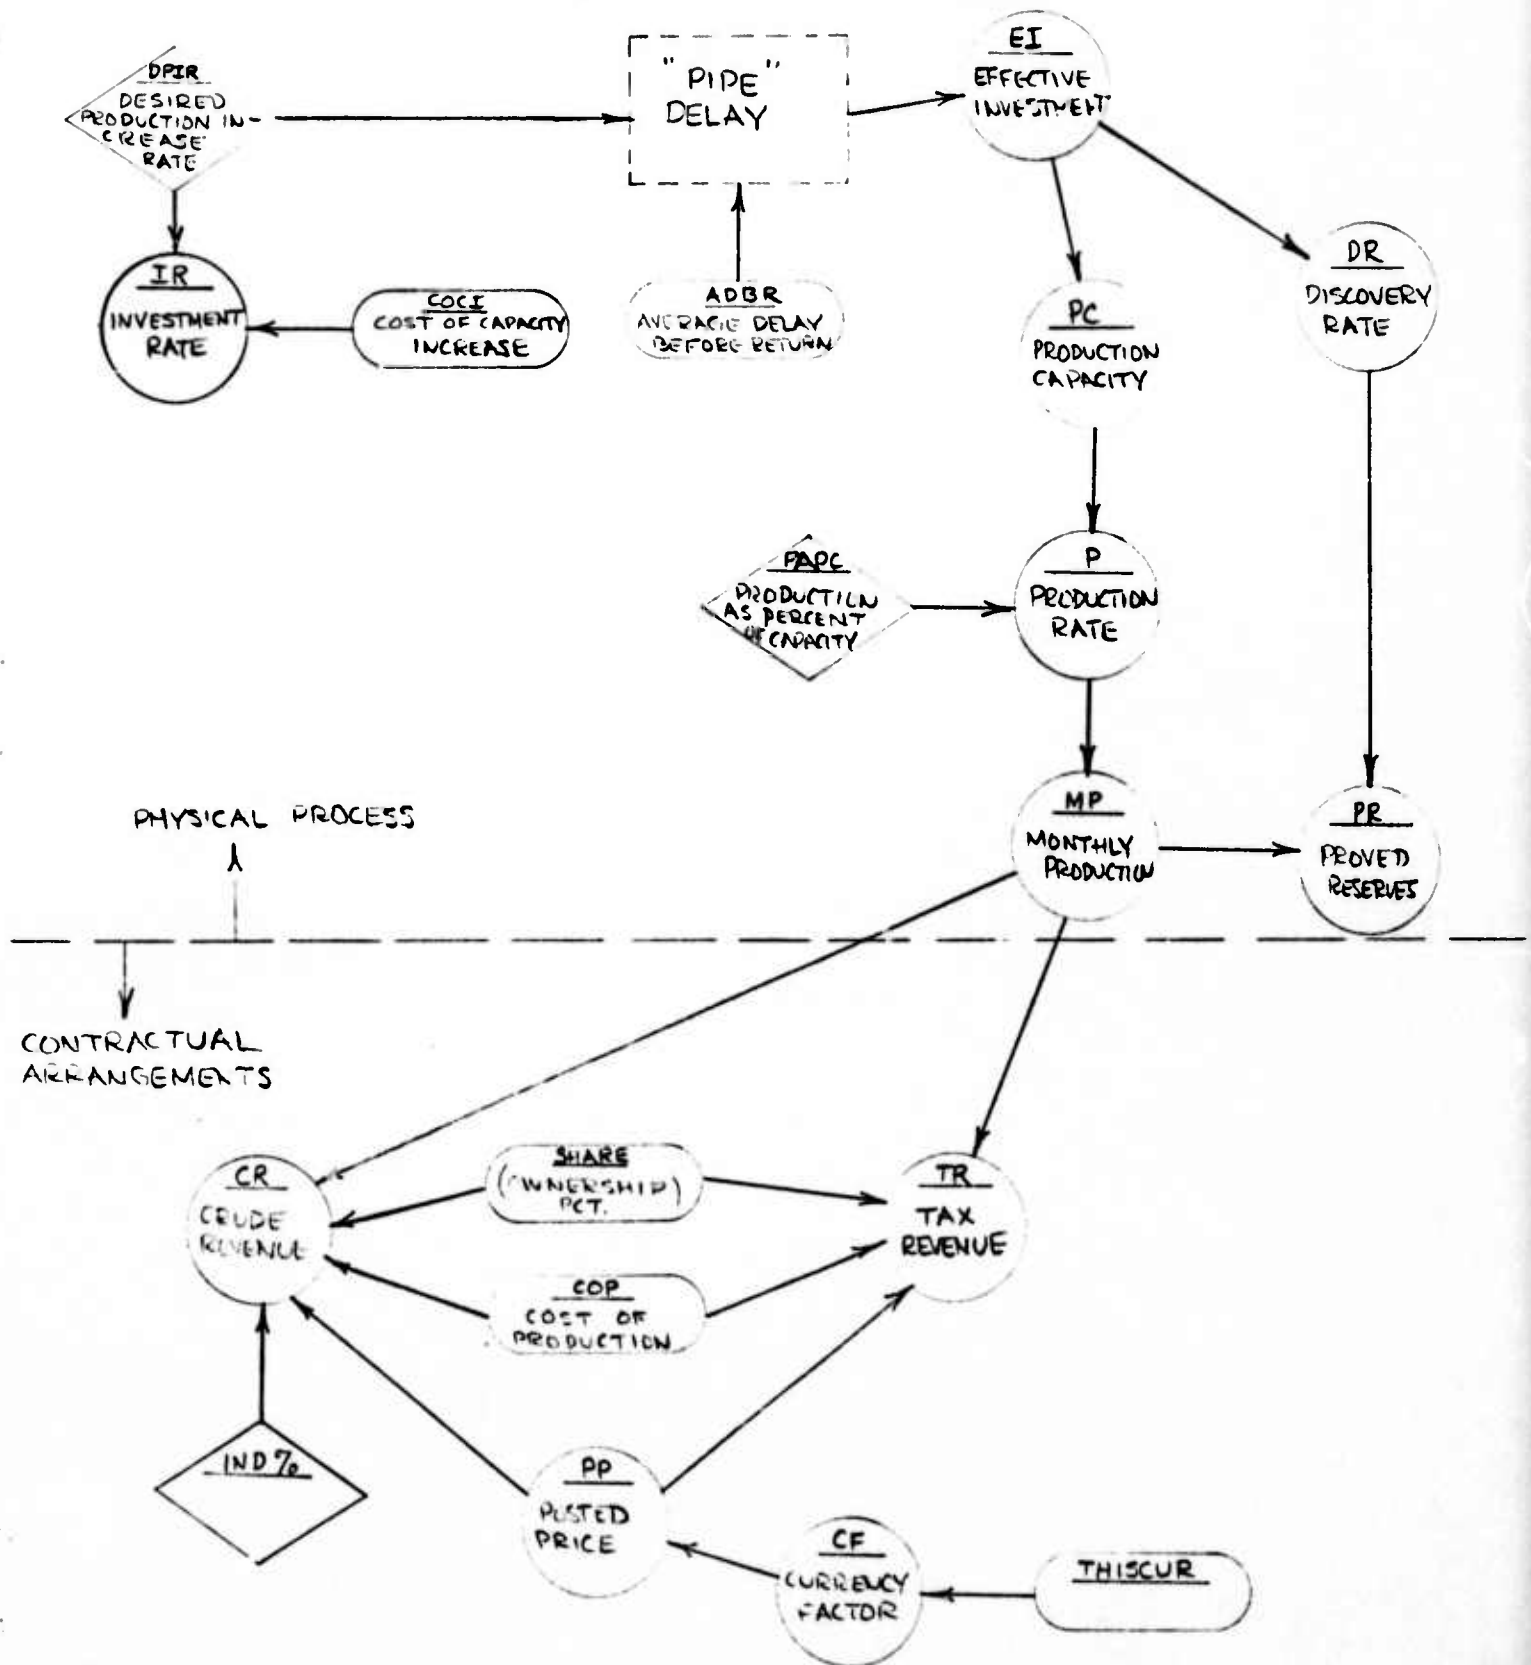 DPIR
DESIRED
PRODUCTION IN-
CREASE
RATE
"PIPE"
DELAY
EI
EFFECTIVE
INVESTMENT
IR
INVESTMENT
RATE
COCI
COST OF CAPACITY
INCREASE
ADBR
AVERAGE DELAY
BEFORE RETURN
PC
PRODUCTION
CAPACITY
DR
DISCOVERY
RATE
PAPC
PRODUCTION
AS PERCENT
OF CAPACITY
P
PRODUCTION
RATE
MP
MONTHLY
PRODUCTION
PR
PROVED
RESERVES
PHYSICAL PROCESS
CONTRACTUAL
ARRANGEMENTS
CR
CRUDE
REVENUE
SHARE
(OWNERSHIP)
PCT.
TR
TAX
REVENUE
COP
COST OF
PRODUCTION
IND %
PP
POSTED
PRICE
CF
CURRENCY
FACTOR
THISCUR